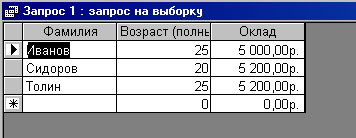 Запрос 1 : запрос на выборку
Фамилия Возраст (полны Оклад
Иванов 25 5 000,00р.
Сидоров 20 5 200,00р.
Толин 25 5 200,00р.
0 0,00р.